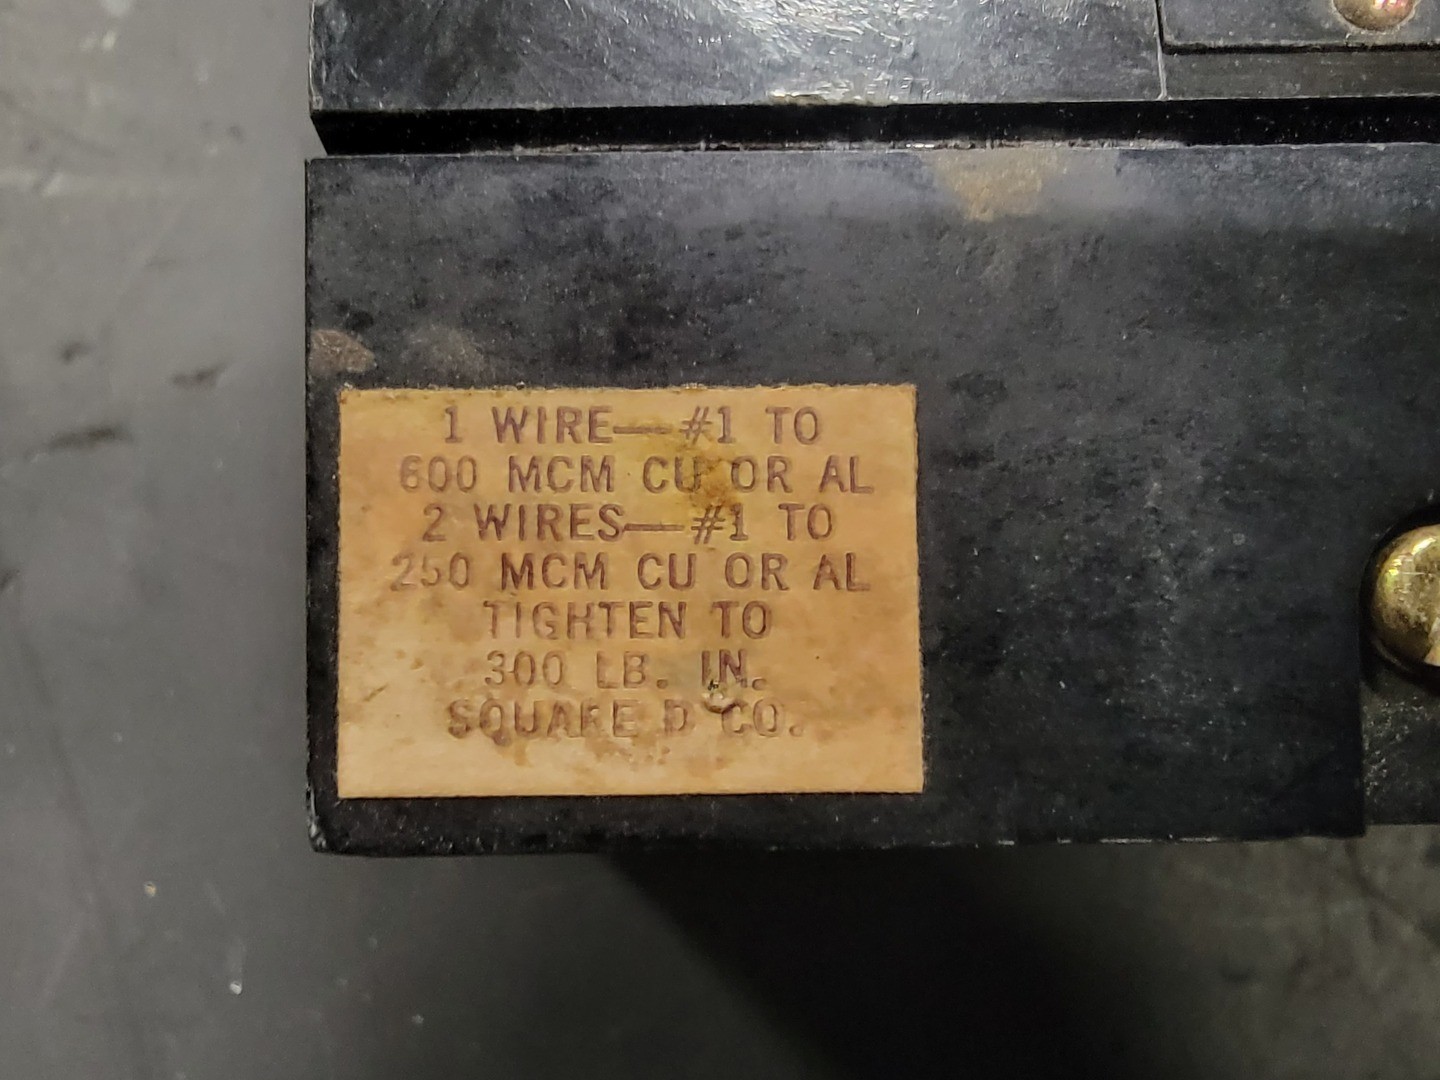 1 WIRE—#1 TO
600 MCM CU OR AL
2 WIRES—#1 TO
250 MCM CU OR AL
TIGHTEN TO
300 LB. IN.
SQUARE D CO.